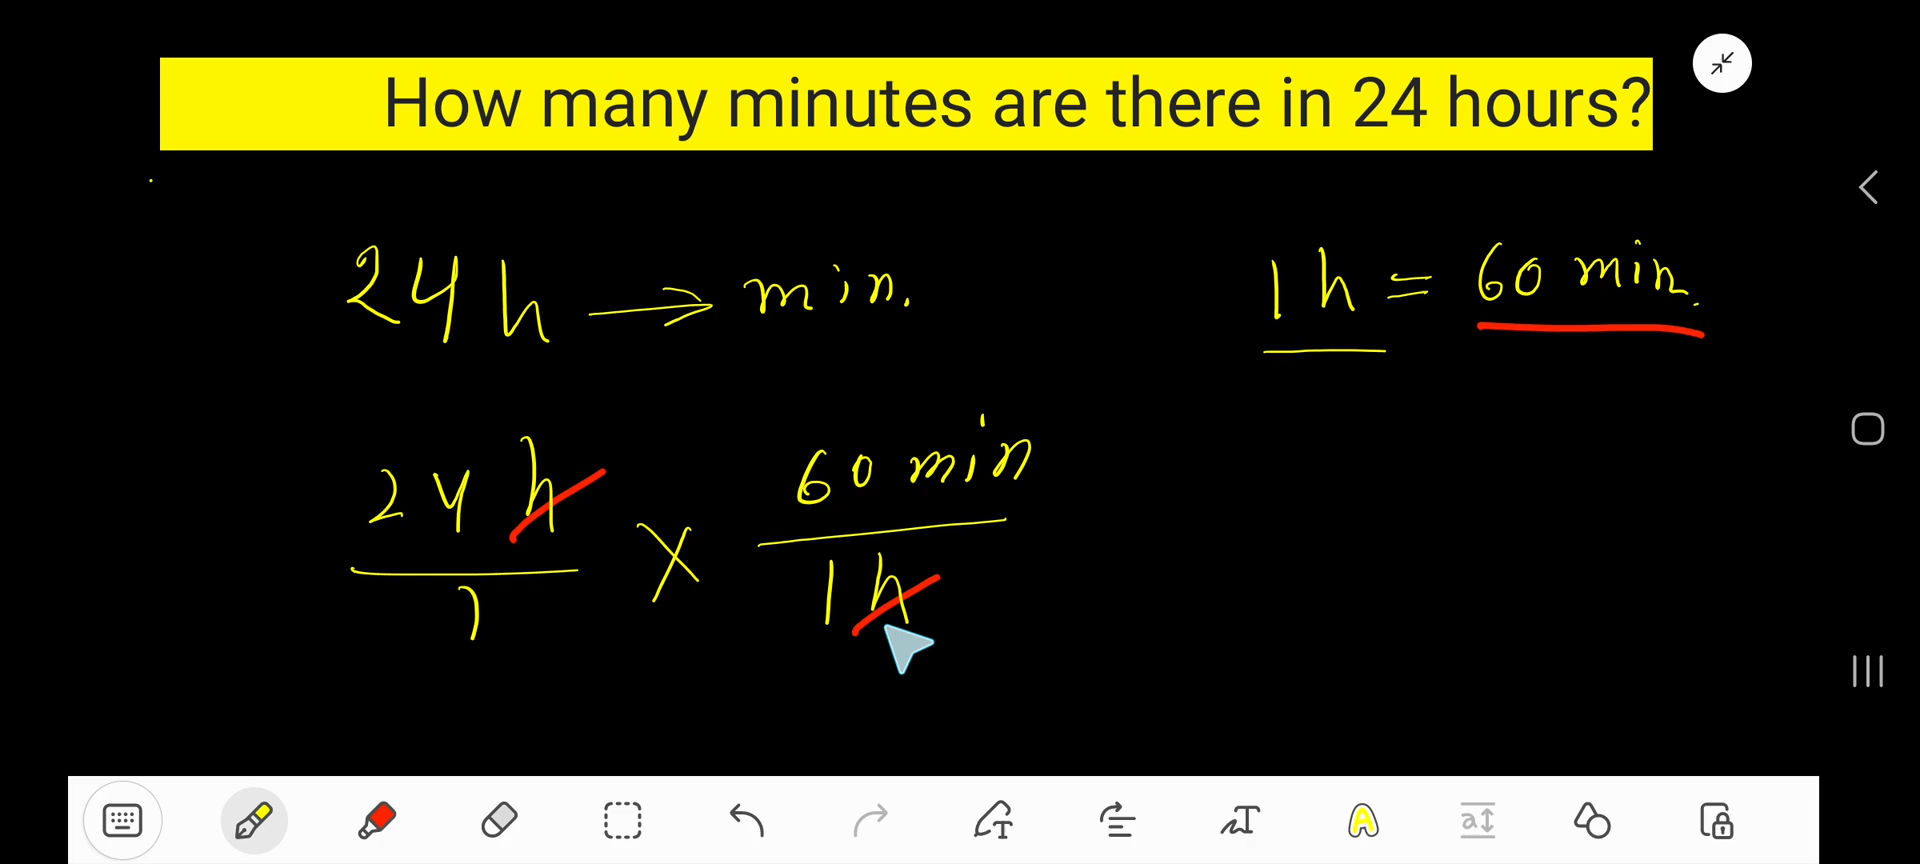 How many minutes are there in 24 hours?
24 h → min.
1 h = 60 min.
24 h × 60 min
1 1 h